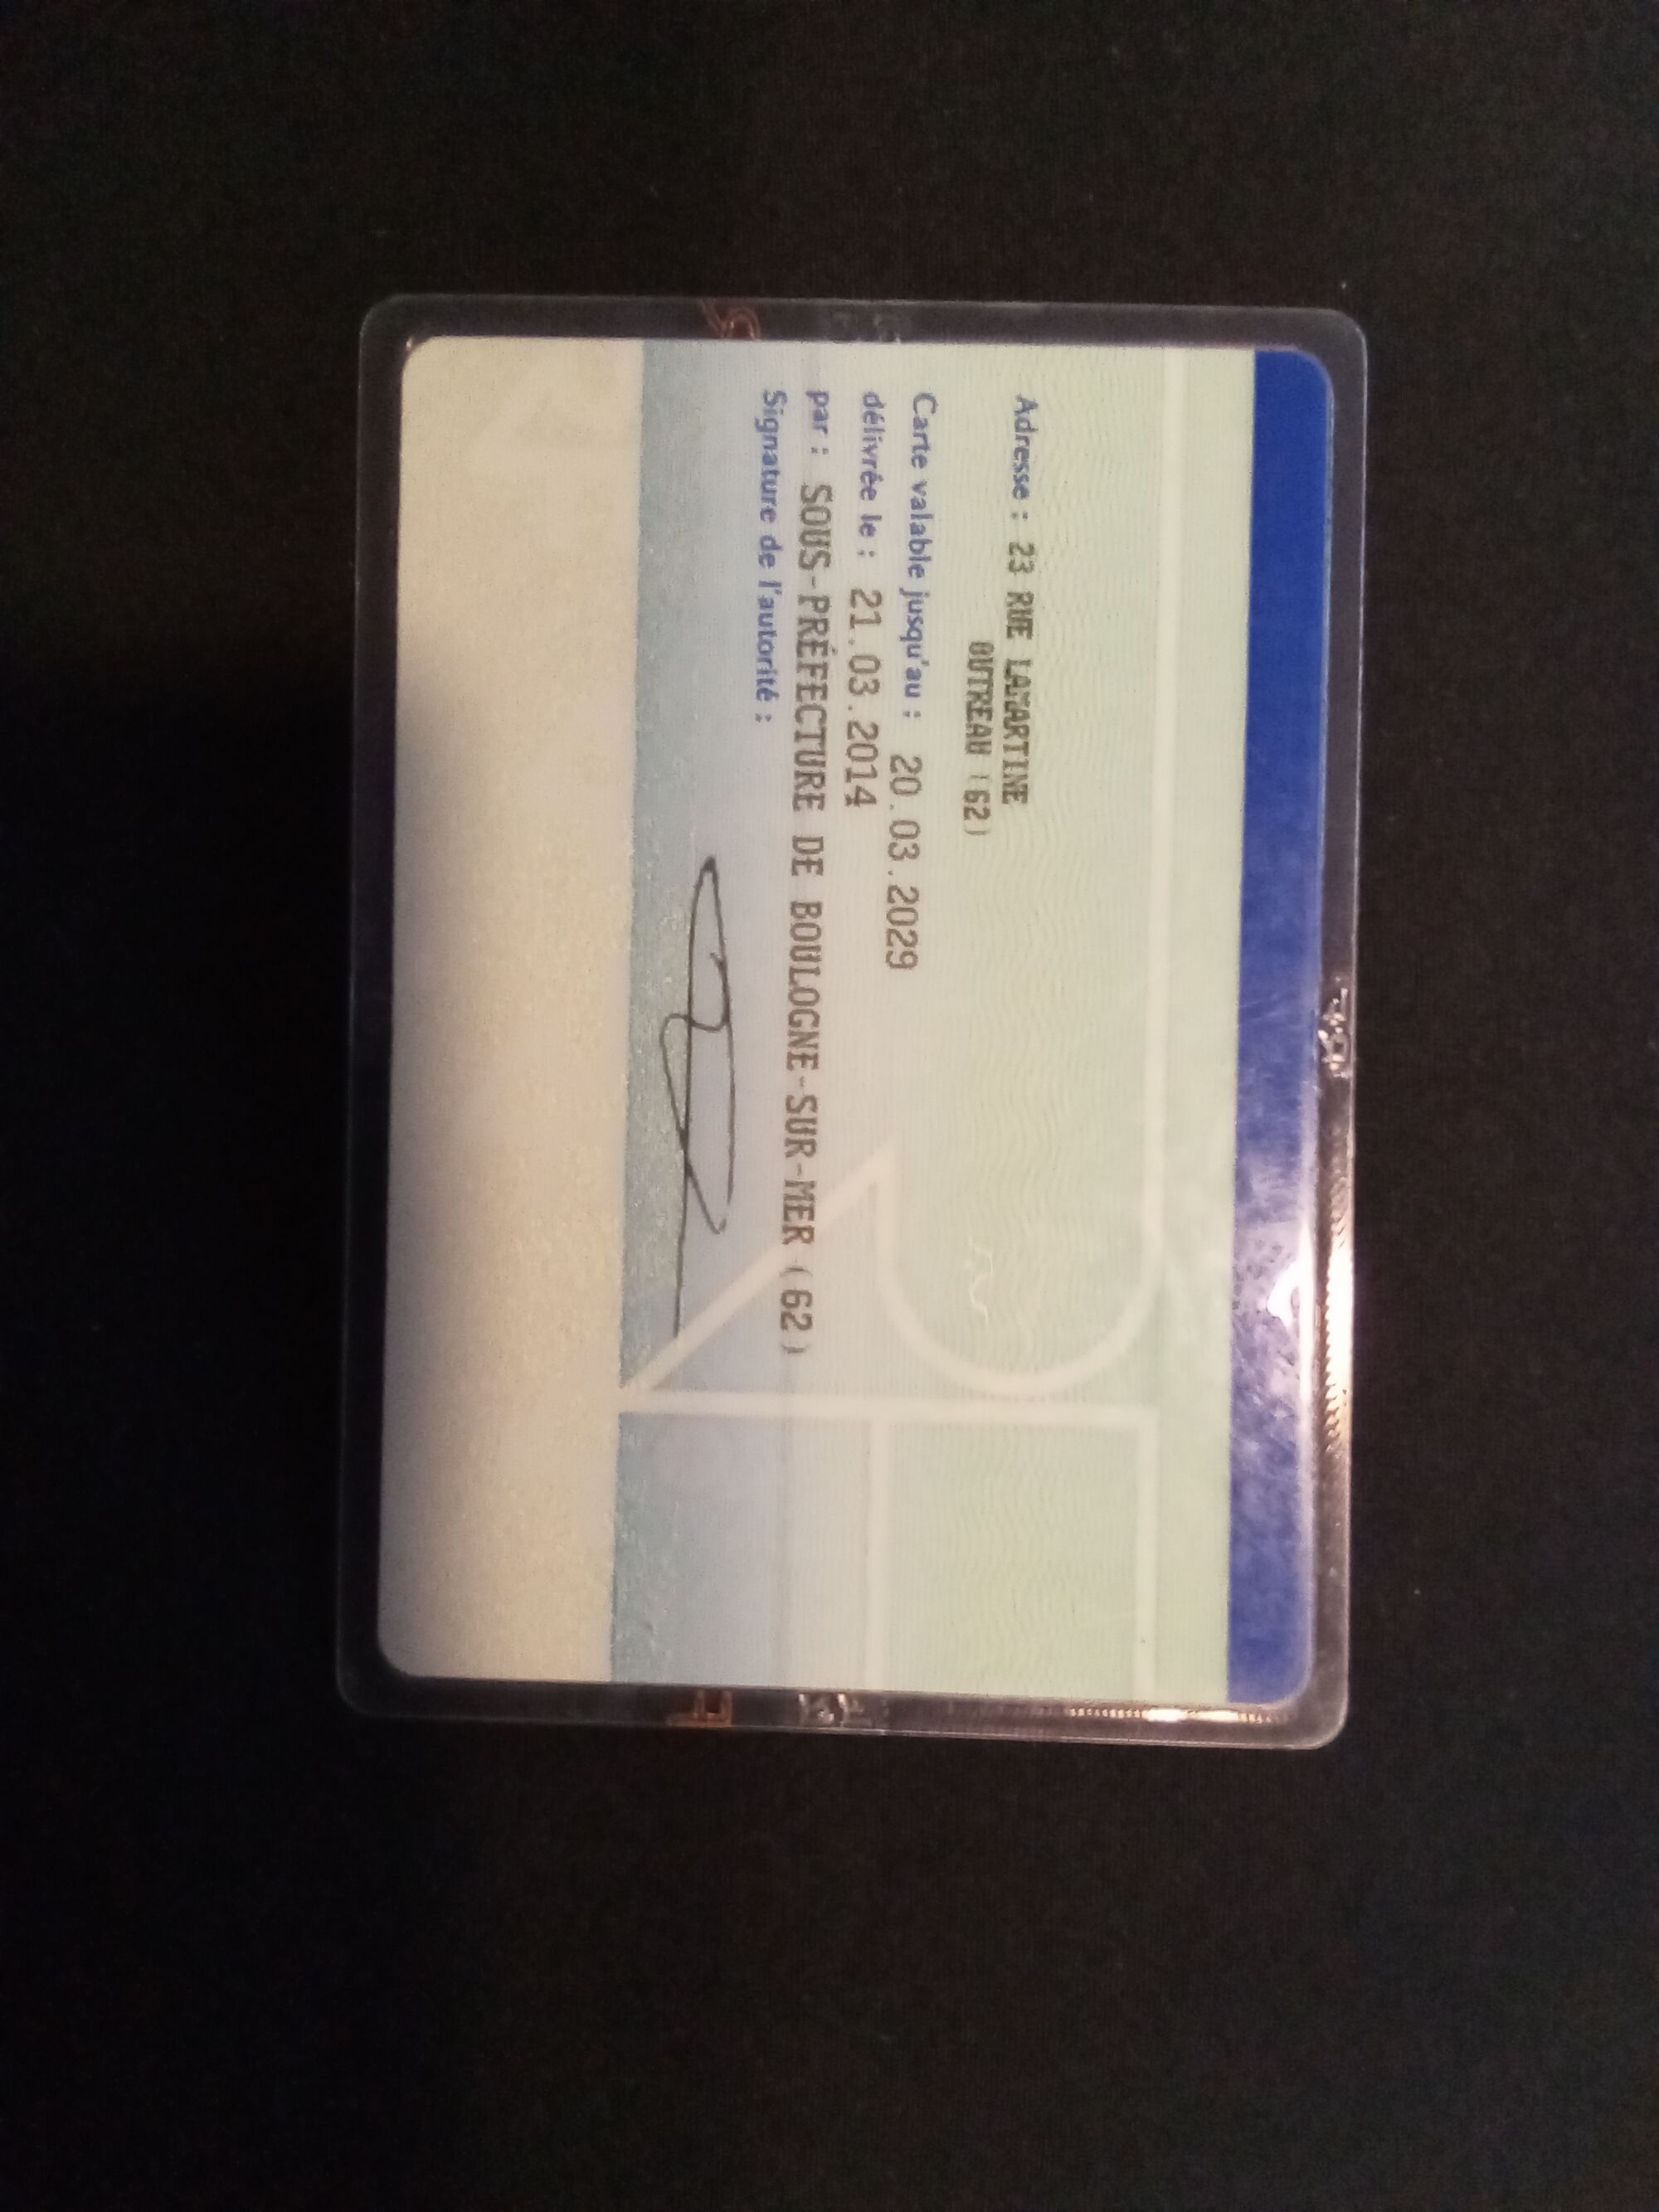 Adresse : 23 RUE LAMARTINE
OUTREAU (62)
Carte valable jusqu'au : 20.03.2029
délivrée le : 21.03.2014
par : SOUS-PRÉFECTURE DE BOULOGNE-SUR-MER (62)
Signature de l'autorité :